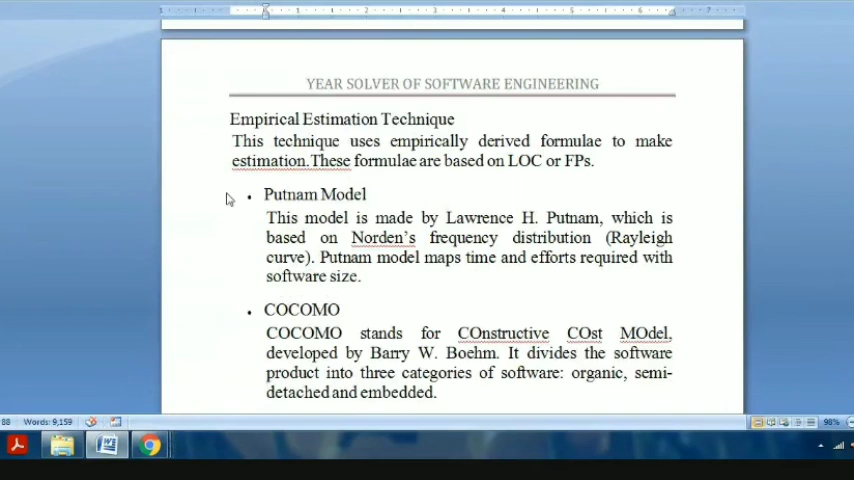 YEAR SOLVER OF SOFTWARE ENGINEERING
Empirical Estimation Technique
This technique uses empirically derived formulae to make
estimation.These formulae are based on LOC or FPs.
• Putnam Model
This model is made by Lawrence H. Putnam, which is
based on Norden’s frequency distribution (Rayleigh
curve). Putnam model maps time and efforts required with
software size.
• COCOMO
COCOMO stands for COnstructive COst MOdel,
developed by Barry W. Boehm. It divides the software
product into three categories of software: organic, semi-
detached and embedded.
88 Words: 9,159 98%